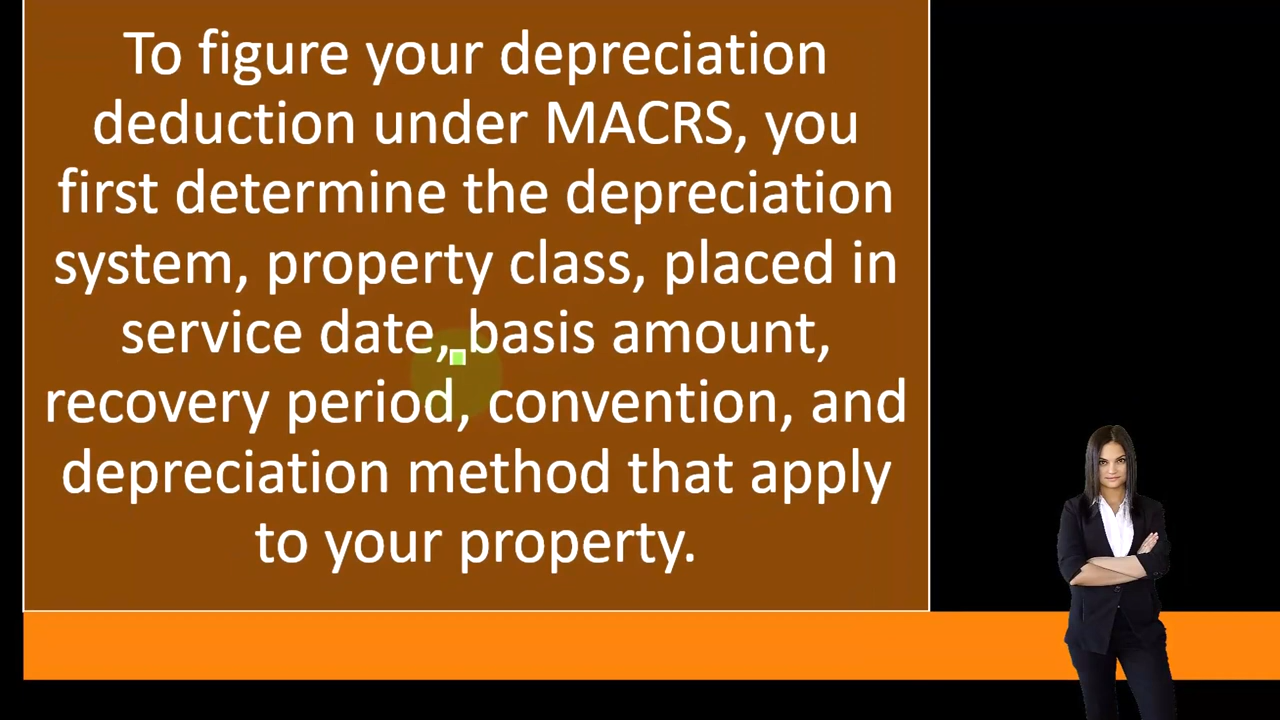 To figure your depreciation
deduction under MACRS, you
first determine the depreciation
system, property class, placed in
service date, basis amount,
recovery period, convention, and
depreciation method that apply
to your property.